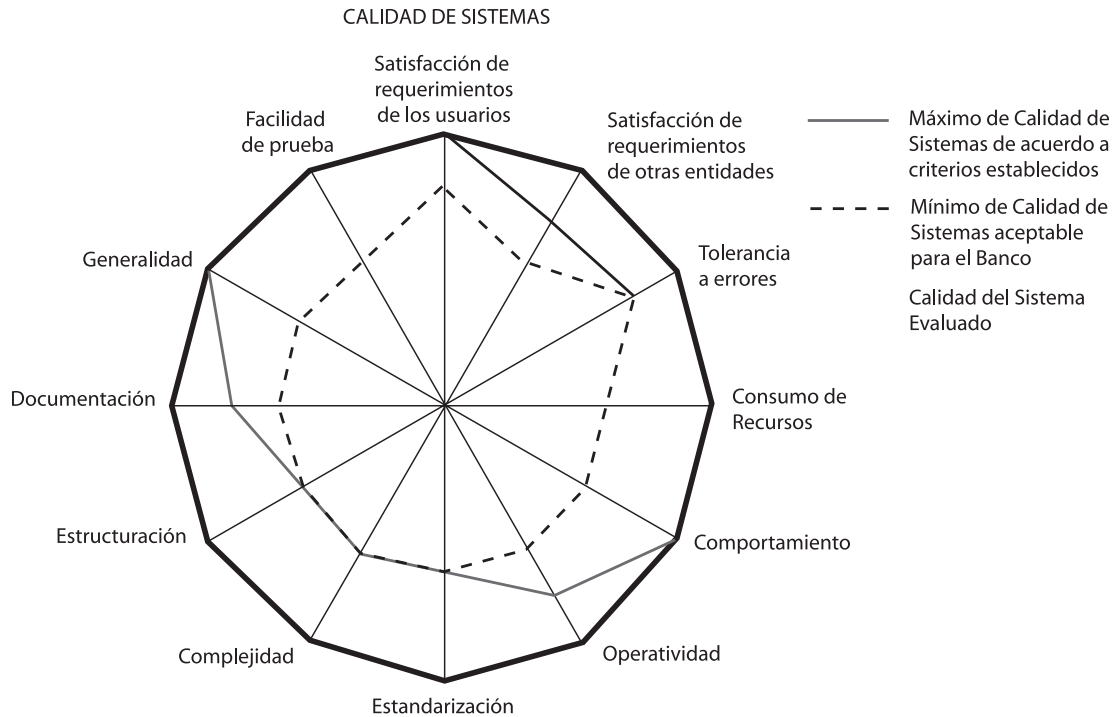 CALIDAD DE SISTEMAS
Satisfacción de
requerimientos
de los usuarios
Satisfacción de
requerimientos
de otras entidades
Tolerancia
a errores
Consumo de
Recursos
Comportamiento
Operatividad
Estandarización
Complejidad
Estructuración
Documentación
Generalidad
Facilidad
de prueba
Máximo de Calidad de
Sistemas de acuerdo a
criterios establecidos
Mínimo de Calidad de
Sistemas aceptable
para el Banco
Calidad del Sistema
Evaluado